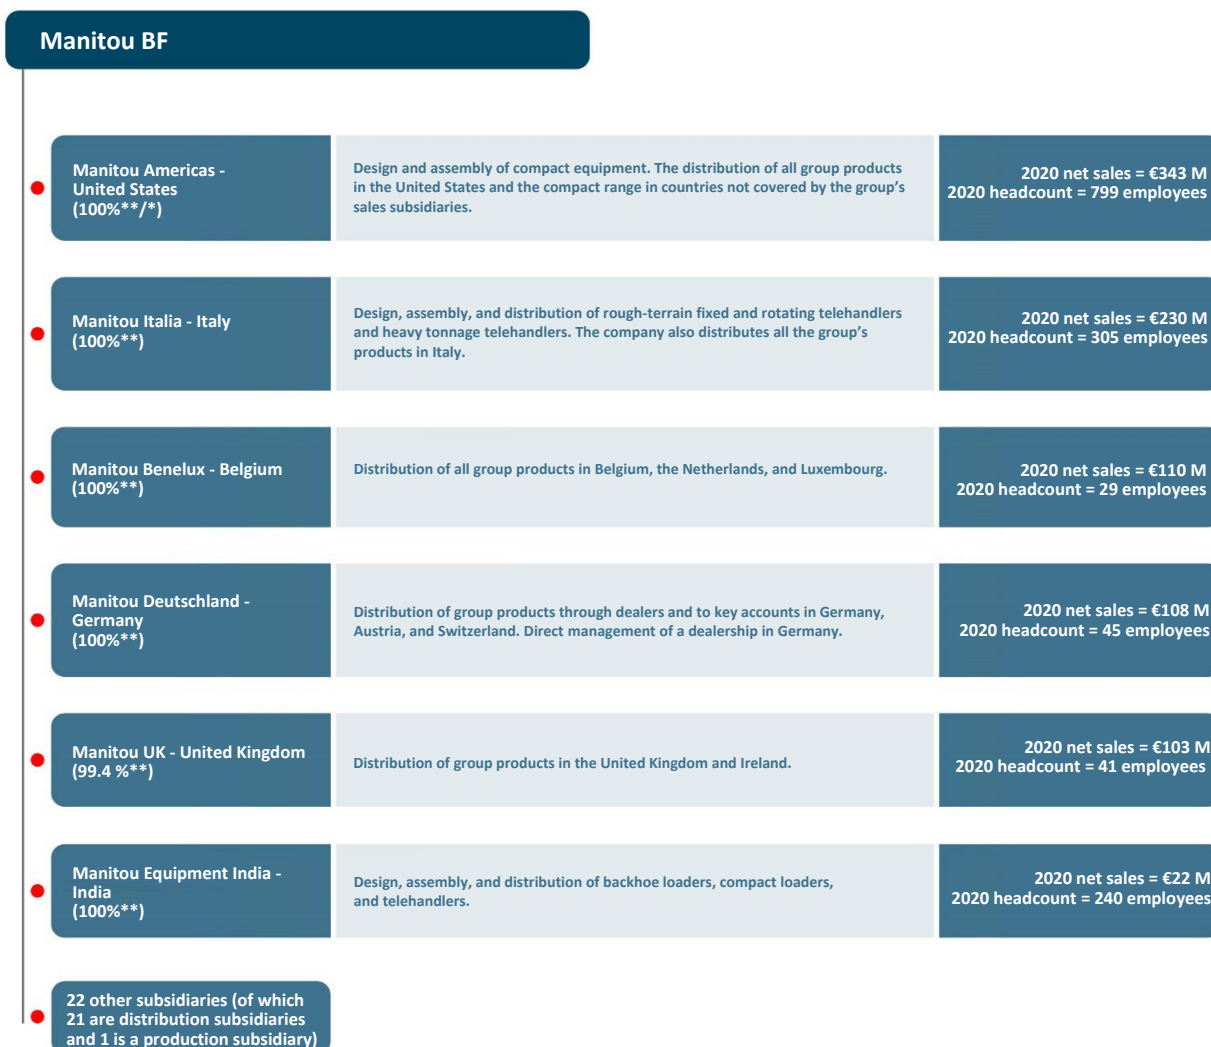 Manitou BF
Manitou Americas -
United States
(100%**/*)
Design and assembly of compact equipment. The distribution of all group products
in the United States and the compact range in countries not covered by the group's
sales subsidiaries.
2020 net sales = €343 M
2020 headcount = 799 employees
Manitou Italia - Italy
(100%**)
Design, assembly, and distribution of rough-terrain fixed and rotating telehandlers
and heavy tonnage telehandlers. The company also distributes all the group's
products in Italy.
2020 net sales = €230 M
2020 headcount = 305 employees
Manitou Benelux - Belgium
(100%**)
Distribution of all group products in Belgium, the Netherlands, and Luxembourg.
2020 net sales = €110 M
2020 headcount = 29 employees
Manitou Deutschland -
Germany
(100%**)
Distribution of group products through dealers and to key accounts in Germany,
Austria, and Switzerland. Direct management of a dealership in Germany.
2020 net sales = €108 M
2020 headcount = 45 employees
Manitou UK - United Kingdom
(99.4 %**)
Distribution of group products in the United Kingdom and Ireland.
2020 net sales = €103 M
2020 headcount = 41 employees
Manitou Equipment India -
India
(100%**)
Design, assembly, and distribution of backhoe loaders, compact loaders,
and telehandlers.
2020 net sales = €22 M
2020 headcount = 240 employees
22 other subsidiaries (of which
21 are distribution subsidiaries
and 1 is a production subsidiary)